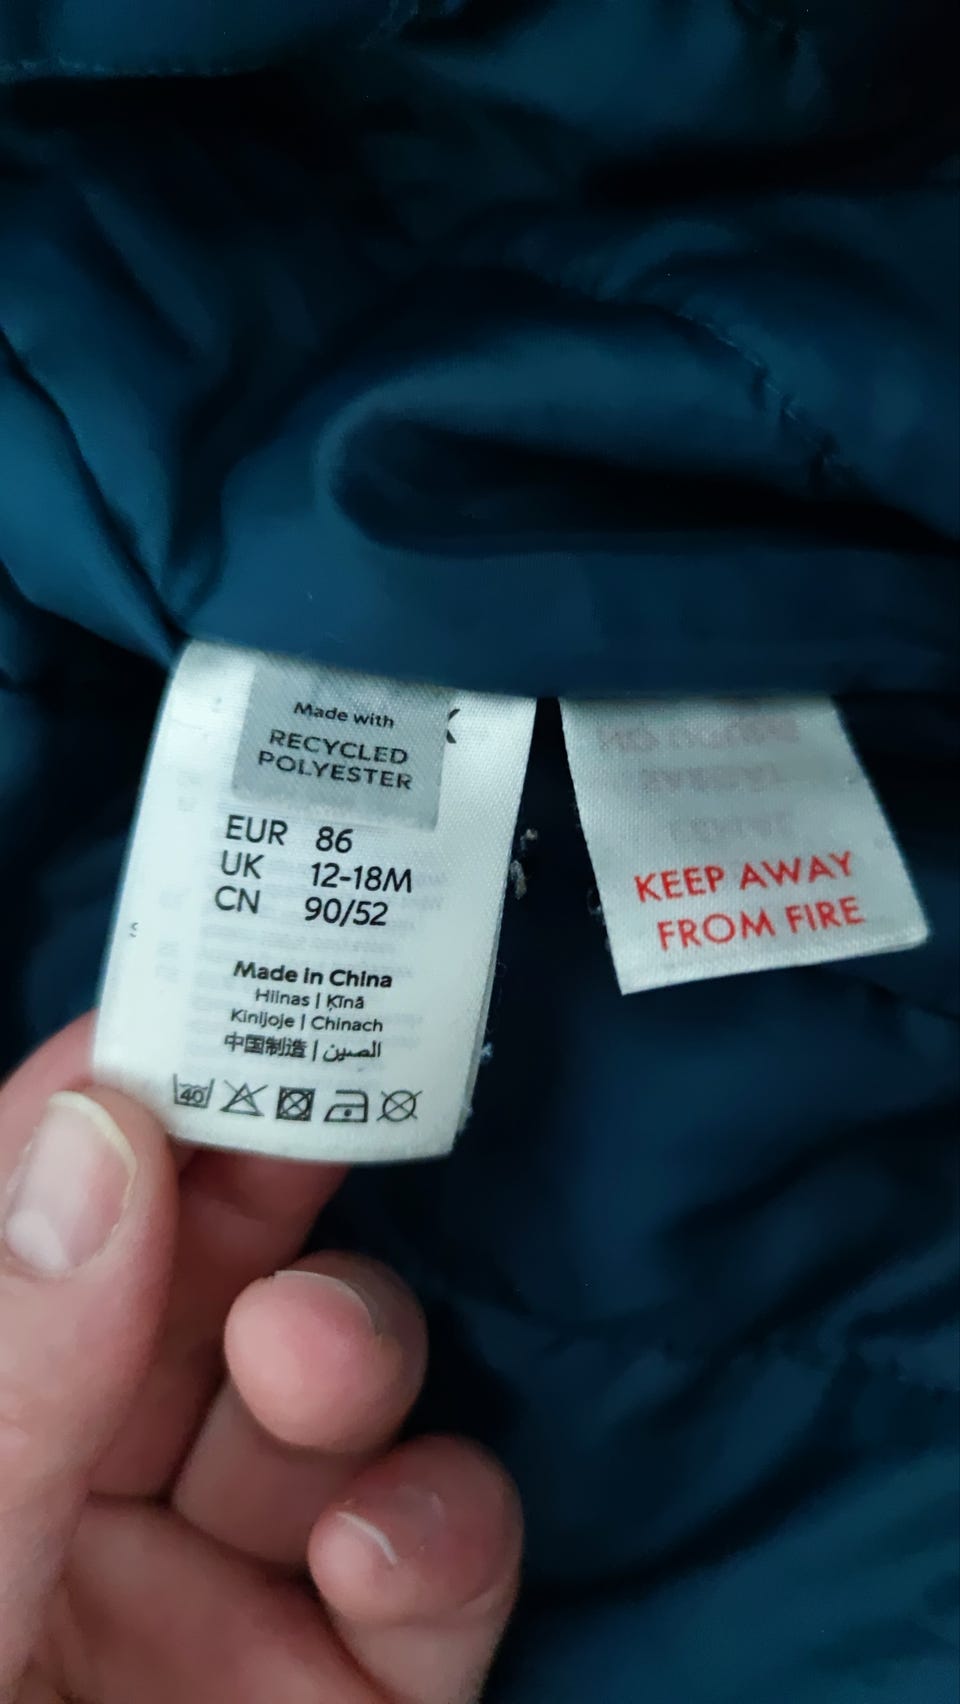 Made with
RECYCLED
POLYESTER
EUR 86
UK 12-18M
CN 90/52
Made in China
Hiinas | Ķīnā
Kinijoje | Chinach
中国制造 | الصين
40
KEEP AWAY
FROM FIRE